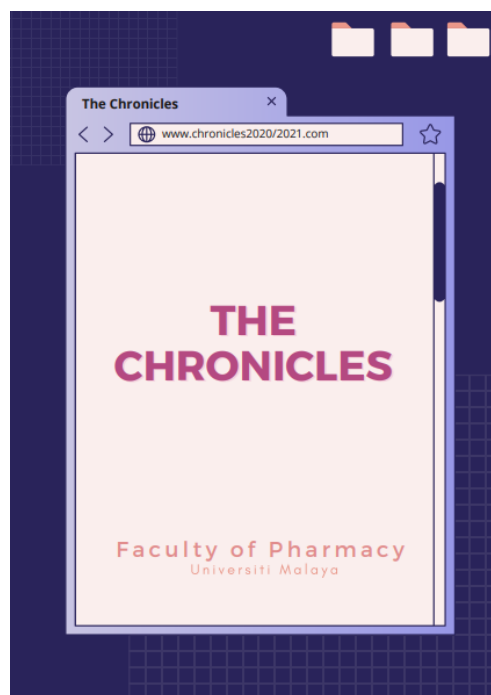 The Chronicles
www.chronicles2020/2021.com
THE
CHRONICLES
Faculty of Pharmacy
Universiti Malaya